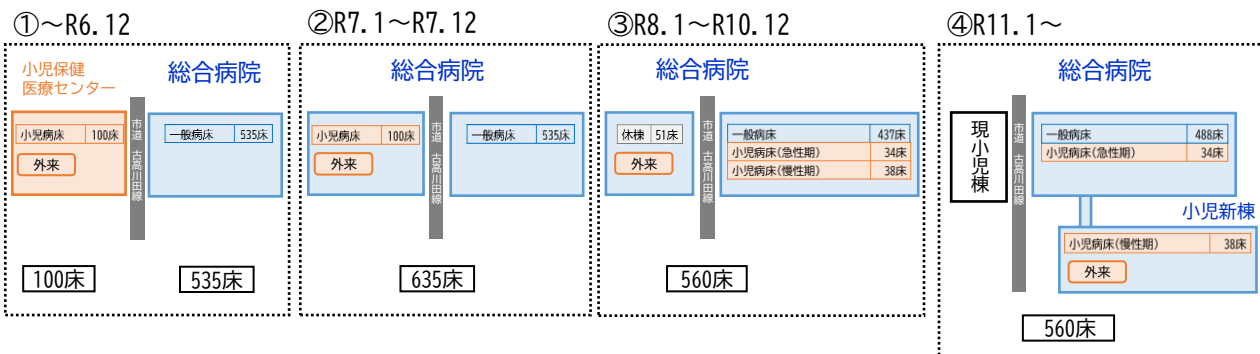 ①～R6.12
小児保健
医療センター
総合病院
小児病床 100床
外来
市道 古高川田線
一般病床 535床
100床
535床
②R7.1～R7.12
総合病院
小児病床 100床
外来
市道 古高川田線
一般病床 535床
635床
③R8.1～R10.12
総合病院
休棟 51床
外来
市道 古高川田線
一般病床 437床
小児病床(急性期) 34床
小児病床(慢性期) 38床
560床
④R11.1～
総合病院
現小児棟
市道 古高川田線
一般病床 488床
小児病床(急性期) 34床
小児新棟
小児病床(慢性期) 38床
外来
560床